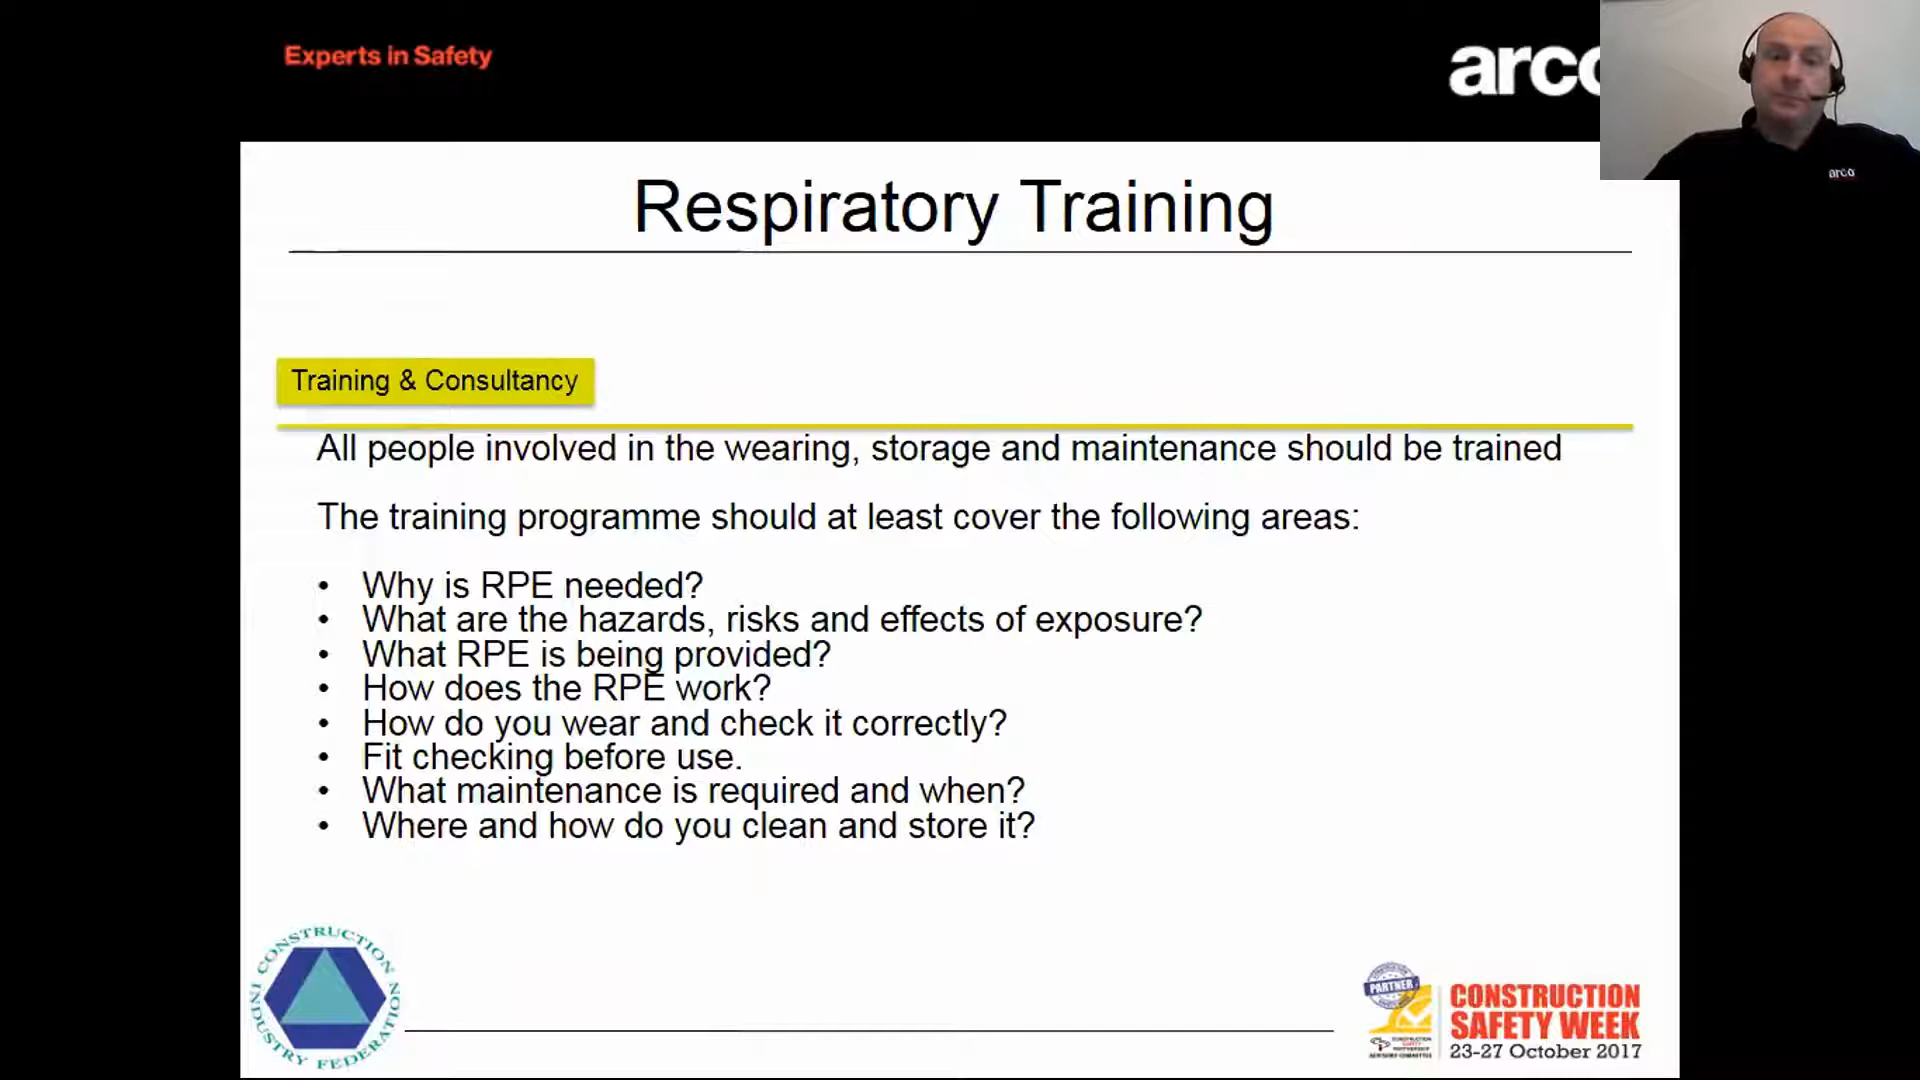 Experts in Safety
arco
arco
Respiratory Training
Training & Consultancy
All people involved in the wearing, storage and maintenance should be trained
The training programme should at least cover the following areas:
• Why is RPE needed?
• What are the hazards, risks and effects of exposure?
• What RPE is being provided?
• How does the RPE work?
• How do you wear and check it correctly?
• Fit checking before use.
• What maintenance is required and when?
• Where and how do you clean and store it?
CONSTRUCTION INDUSTRY FEDERATION
PARTNER
CONSTRUCTION
SAFETY WEEK
23-27 October 2017